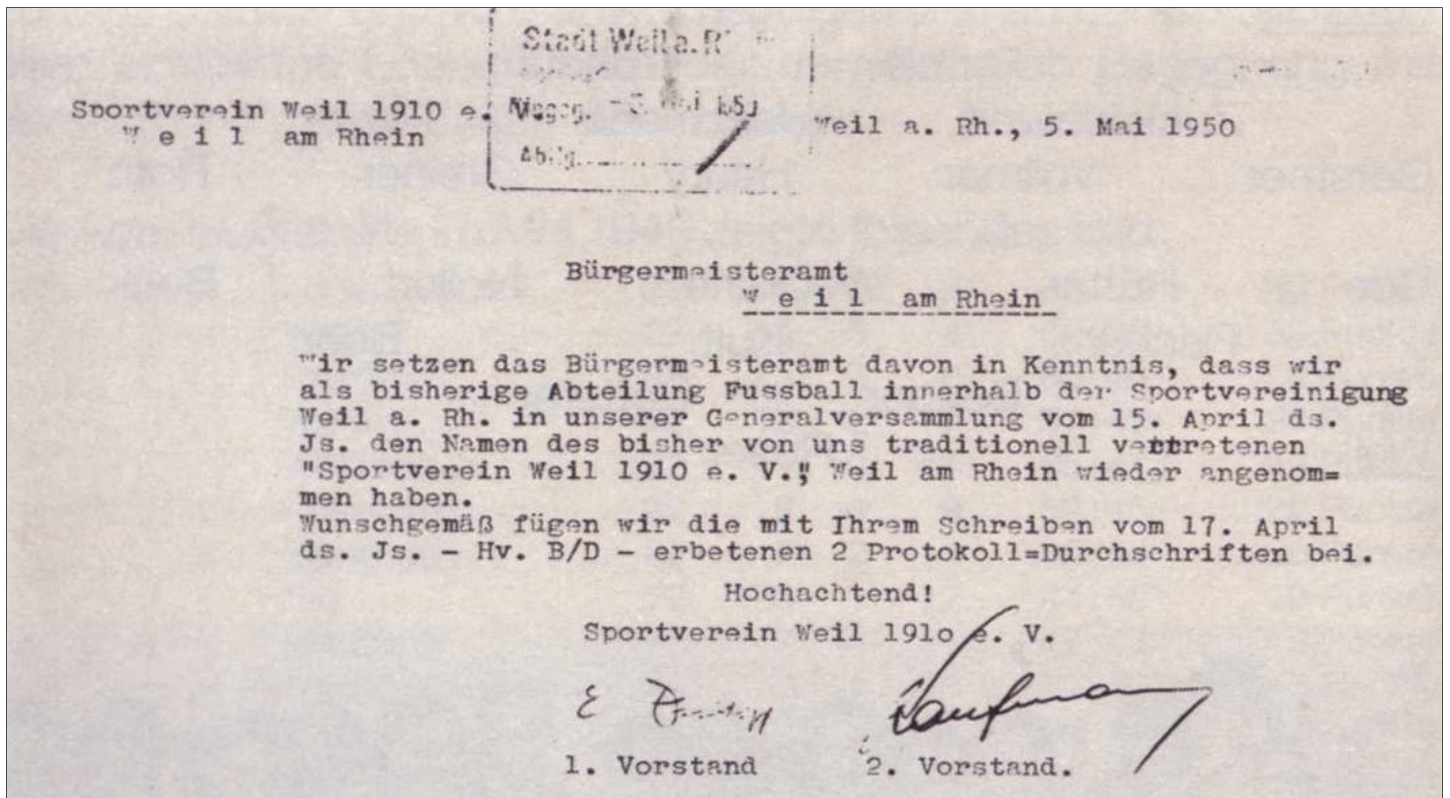 Stadt Weil a. Rh
Sportverein Weil 1910 e.
W e i l am Rhein
Weil a. Rh., 5. Mai 1950
Bürgermeisteramt
W e i l am Rhein
Wir setzen das Bürgermeisteramt davon in Kenntnis, dass wir
als bisherige Abteilung Fussball innerhalb der Sportvereinigung
Weil a. Rh. in unserer Generalversammlung vom 15. April ds.
Js. den Namen des bisher von uns traditionell vertretenen
"Sportverein Weil 1910 e. V.", Weil am Rhein wieder angenom=
men haben.
Wunschgemäß fügen wir die mit Ihrem Schreiben vom 17. April
ds. Js. - Hv. B/D - erbetenen 2 Protokoll=Durchschriften bei.
Hochachtend!
Sportverein Weil 191o e. V.
E Kaufmann
1. Vorstand 2. Vorstand.